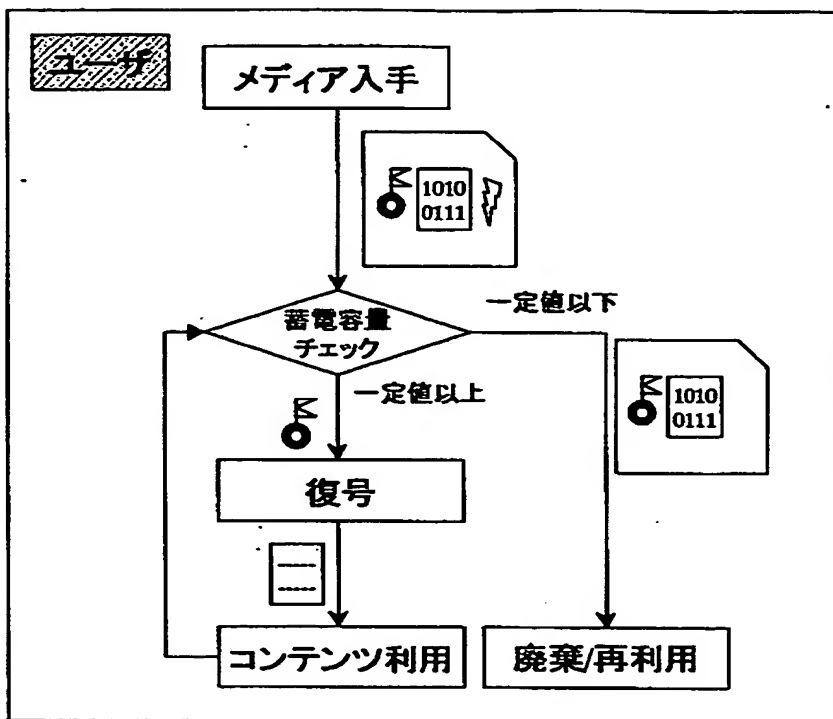 ユーザ
メディア入手
1010
0111
蓄電容量
チェック
一定値以下
一定値以上
1010
0111
復号
コンテンツ利用
廃棄/再利用